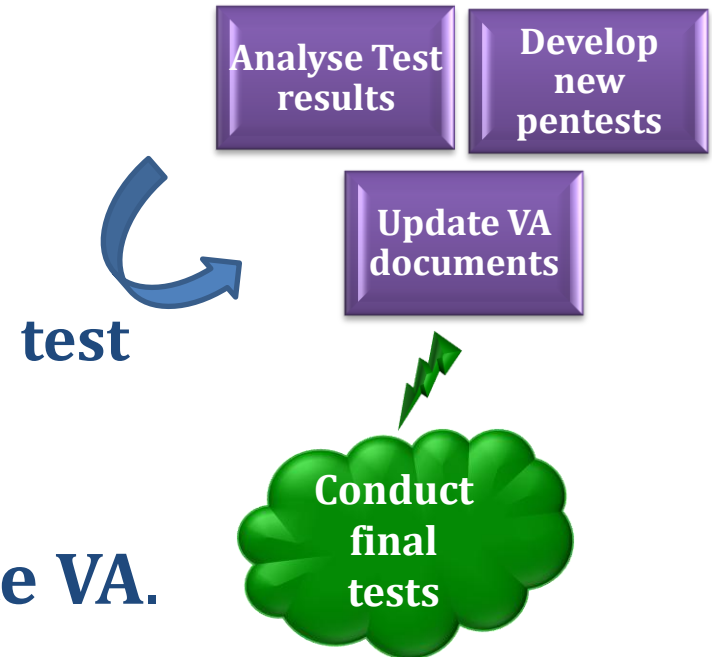 Analyse Test
results
Develop
new
pentests
Update VA
documents
test
Conduct
final
tests
e VA.